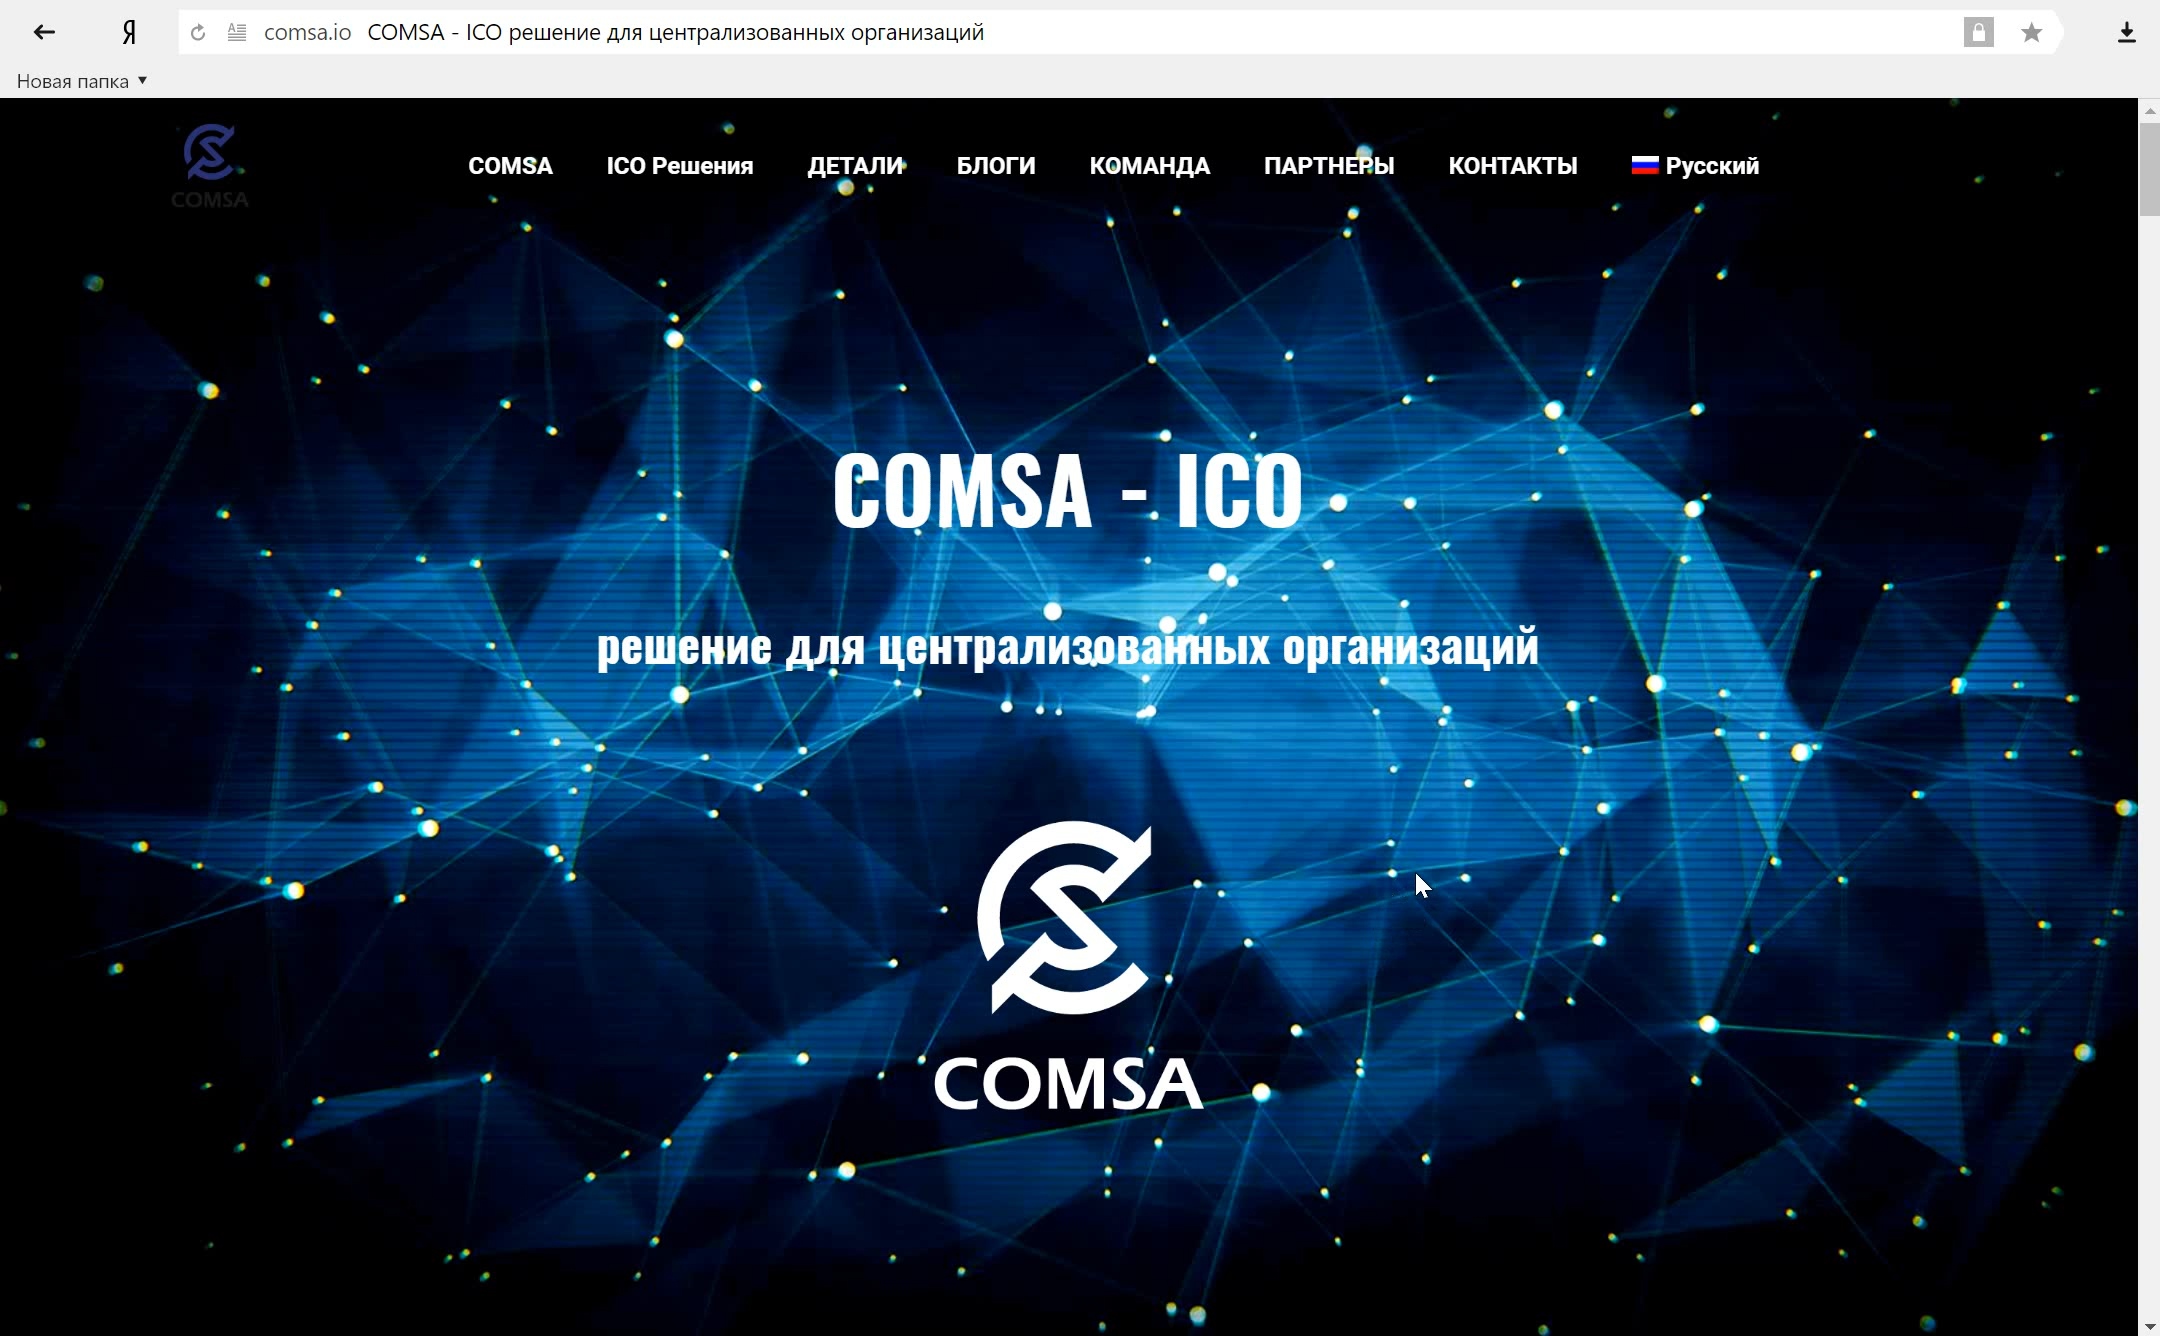 Я comsa.io COMSA - ICO решение для централизованных организаций
Новая папка
COMSA
COMSA ICO Решения ДЕТАЛИ БЛОГИ КОМАНДА ПАРТНЕРЫ КОНТАКТЫ Русский
COMSA - ICO
решение для централизованных организаций
COMSA